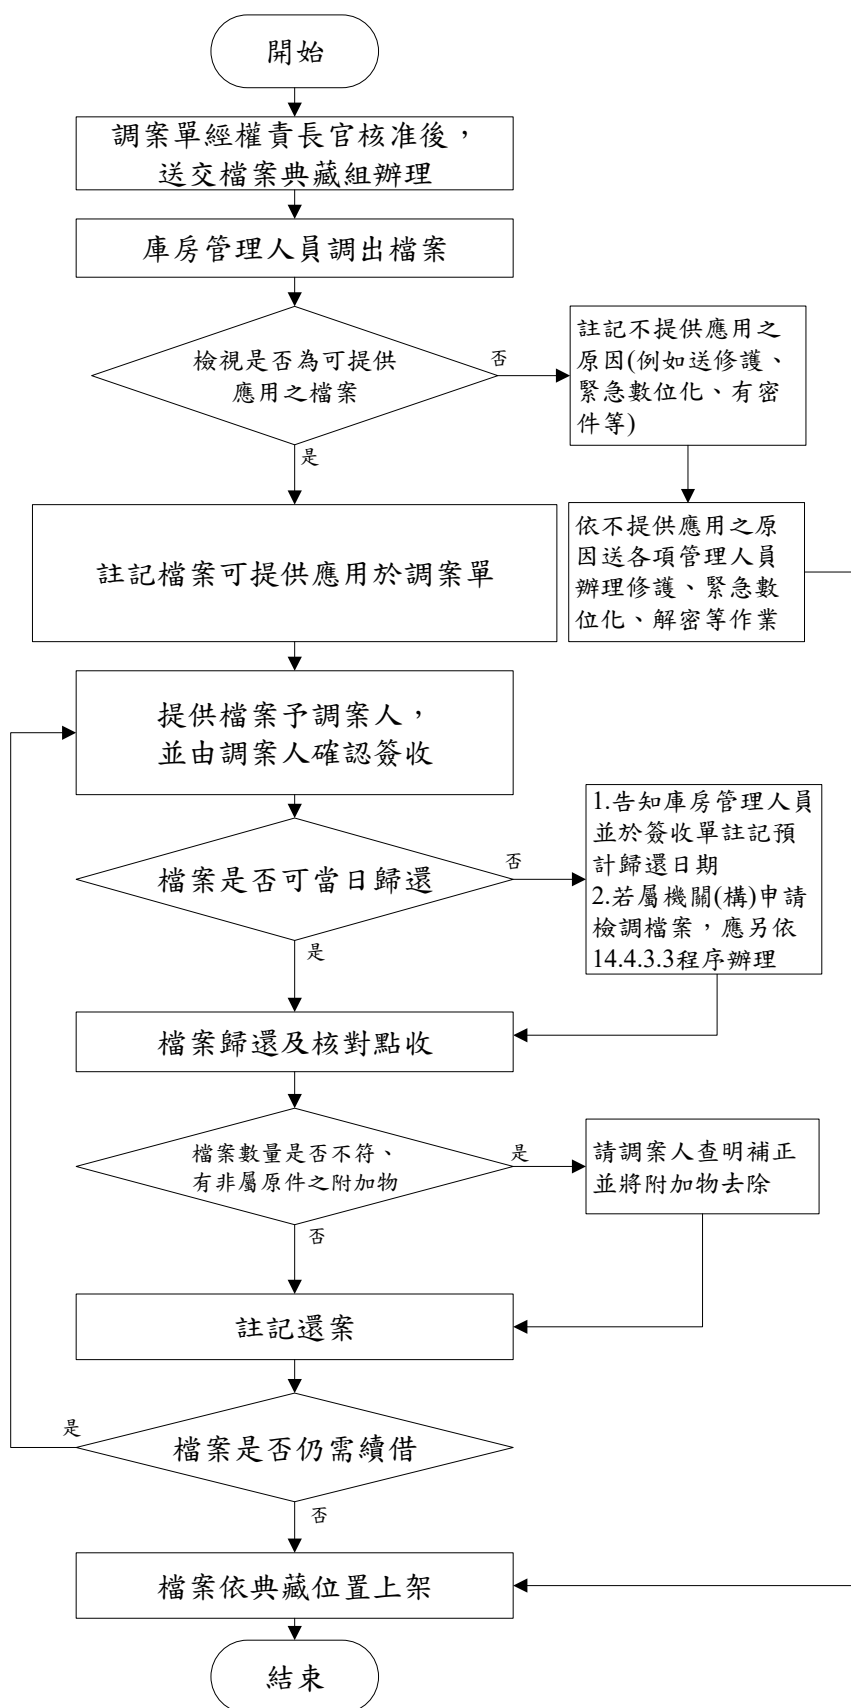 開始
調案單經權責長官核准後，
送交檔案典藏組辦理
庫房管理人員調出檔案
檢視是否為可提供
應用之檔案
否
註記不提供應用之
原因(例如送修護、
緊急數位化、有密
件等)
是
依不提供應用之原
因送各項管理人員
辦理修護、緊急數
位化、解密等作業
註記檔案可提供應用於調案單
提供檔案予調案人，
並由調案人確認簽收
檔案是否可當日歸還
否
1.告知庫房管理人員
並於簽收單註記預
計歸還日期
2.若屬機關(構)申請
檢調檔案，應另依
14.4.3.3程序辦理
是
檔案歸還及核對點收
檔案數量是否不符、
有非屬原件之附加物
是
請調案人查明補正
並將附加物去除
否
註記還案
是
檔案是否仍需續借
否
檔案依典藏位置上架
結束